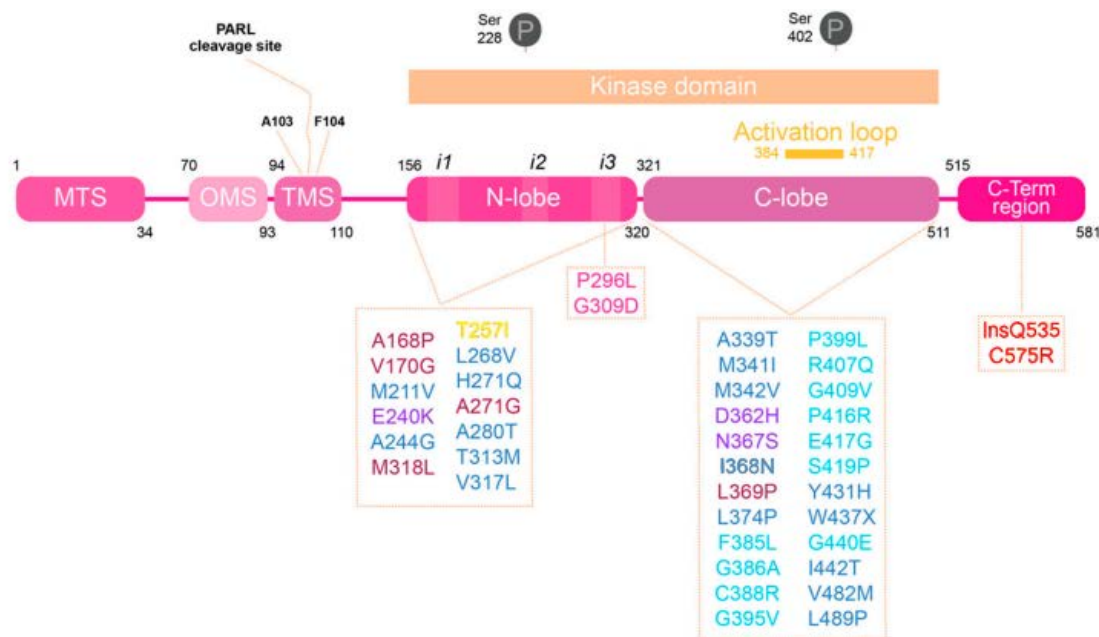 PARL
cleavage site
Ser
228
P
Ser
402
P
Kinase domain
A103
F104
Activation loop
384
417
1
70
94
156
i1
i2
i3
321
515
MTS
OMS
TMS
N-lobe
C-lobe
C-Term
region
34
93
110
320
511
581
P296L
G309D
A168P
V170G
M211V
E240K
A244G
M318L
T257I
L268V
H271Q
A271G
A280T
T313M
V317L
A339T
M341I
M342V
D362H
N367S
I368N
L369P
L374P
F385L
G386A
C388R
G395V
P399L
R407Q
G409V
P416R
E417G
S419P
Y431H
W437X
G440E
I442T
V482M
L489P
InsQ535
C575R